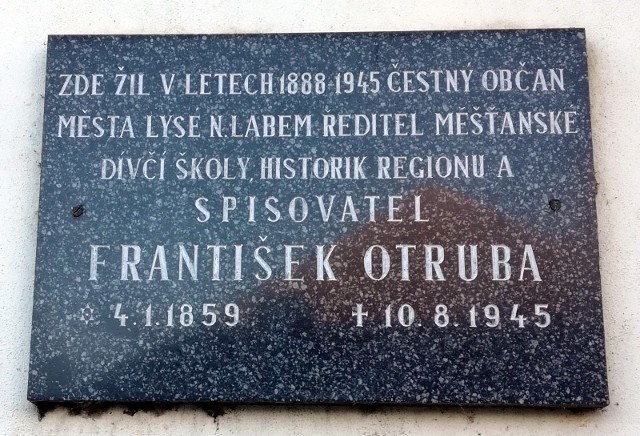 ZDE ŽIL V LETECH 1888-1945 ČESTNÝ OBČAN
MĚSTA LYSÉ N. LABEM ŘEDITEL MĚŠŤANSKE
DÍVČÍ ŠKOLY, HISTORIK REGIONU A
SPISOVATEL
FRANTIŠEK OTRUBA
☼ 4.1.1859 † 10.8.1945